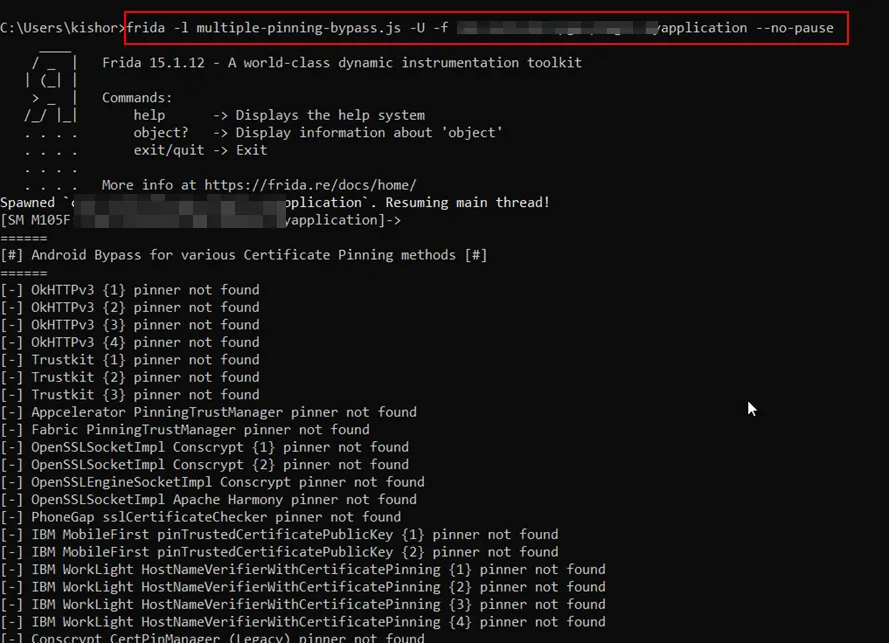 C:\Users\kishor>frida -l multiple-pinning-bypass.js -U -f yapplication --no-pause
     ____
    / _  |   Frida 15.1.12 - A world-class dynamic instrumentation toolkit
   | (_| |
    > _  |   Commands:
   /_/ |_|       help      -> Displays the help system
   . . . .       object?   -> Display information about 'object'
   . . . .       exit/quit -> Exit
   . . . .
   . . . .   More info at https://frida.re/docs/home/
Spawned `pplication`. Resuming main thread!
[SM M105F yapplication]->
======
[#] Android Bypass for various Certificate Pinning methods [#]
======
[-] OkHTTPv3 {1} pinner not found
[-] OkHTTPv3 {2} pinner not found
[-] OkHTTPv3 {3} pinner not found
[-] OkHTTPv3 {4} pinner not found
[-] Trustkit {1} pinner not found
[-] Trustkit {2} pinner not found
[-] Trustkit {3} pinner not found
[-] Appcelerator PinningTrustManager pinner not found
[-] Fabric PinningTrustManager pinner not found
[-] OpenSSLSocketImpl Conscrypt {1} pinner not found
[-] OpenSSLSocketImpl Conscrypt {2} pinner not found
[-] OpenSSLEngineSocketImpl Conscrypt pinner not found
[-] OpenSSLSocketImpl Apache Harmony pinner not found
[-] PhoneGap sslCertificateChecker pinner not found
[-] IBM MobileFirst pinTrustedCertificatePublicKey {1} pinner not found
[-] IBM MobileFirst pinTrustedCertificatePublicKey {2} pinner not found
[-] IBM WorkLight HostNameVerifierWithCertificatePinning {1} pinner not found
[-] IBM WorkLight HostNameVerifierWithCertificatePinning {2} pinner not found
[-] IBM WorkLight HostNameVerifierWithCertificatePinning {3} pinner not found
[-] IBM WorkLight HostNameVerifierWithCertificatePinning {4} pinner not found
[-] Conscrypt CertPinManager (Legacy) pinner not found